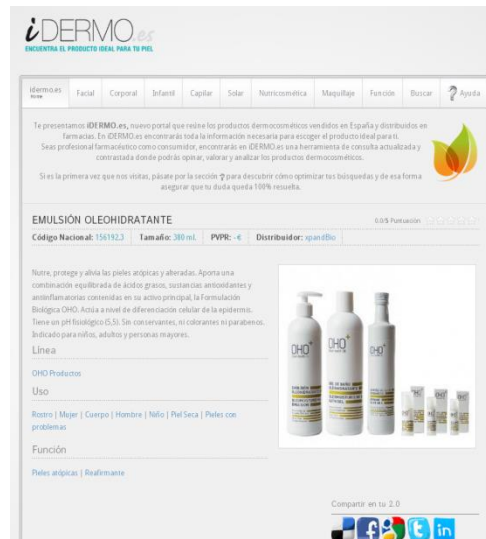 iDERMO.es
ENCUENTRA EL PRODUCTO IDEAL PARA TU PIEL
idermo.es Facial Corporal Infantil Capilar Solar Nutricosmética Maquillaje Función Buscar ? Ayuda
Home
Te presentamos iDERMO.es, nuevo portal que reúne los productos dermocosméticos vendidos en España y distribuidos en
farmacias. En iDERMO.es encontrarás toda la información necesaria para escoger el producto ideal para ti.
Seas profesional farmacéutico como consumidor, encontrarás en iDERMO.es una herramienta de consulta actualizada y
contrastada donde podrás opinar, valorar y analizar los productos dermocosméticos.
Si es la primera vez que nos visitas, pásate por la sección ? para descubrir cómo optimizar tus búsquedas y de esa forma
asegurar que tu duda queda 100% resuelta.
EMULSIÓN OLEOHIDRATANTE 0.0/5 Puntuación
Código Nacional: 156192.3 Tamaño: 380 ml. PVPR: -€ Distribuidor: xpandBio
Nutre, protege y alivia las pieles atópicas y alteradas. Aporta una
combinación equilibrada de ácidos grasos, sustancias antioxidantes y
antiinflamatorias contenidas en su activo principal, la Formulación
Biológica OHO. Actúa a nivel de diferenciación celular de la epidermis.
Tiene un pH fisiológico (5,5). Sin conservantes, ni colorantes ni parabenos.
Indicado para niños, adultos y personas mayores.
OHO+ OHO+ OHO+
Línea
OHO Productos
Uso
Rostro | Mujer | Cuerpo | Hombre | Niño | Piel Seca | Pieles con
problemas
Función
Pieles atópicas | Reafirmante
Compartir en tu 2.0